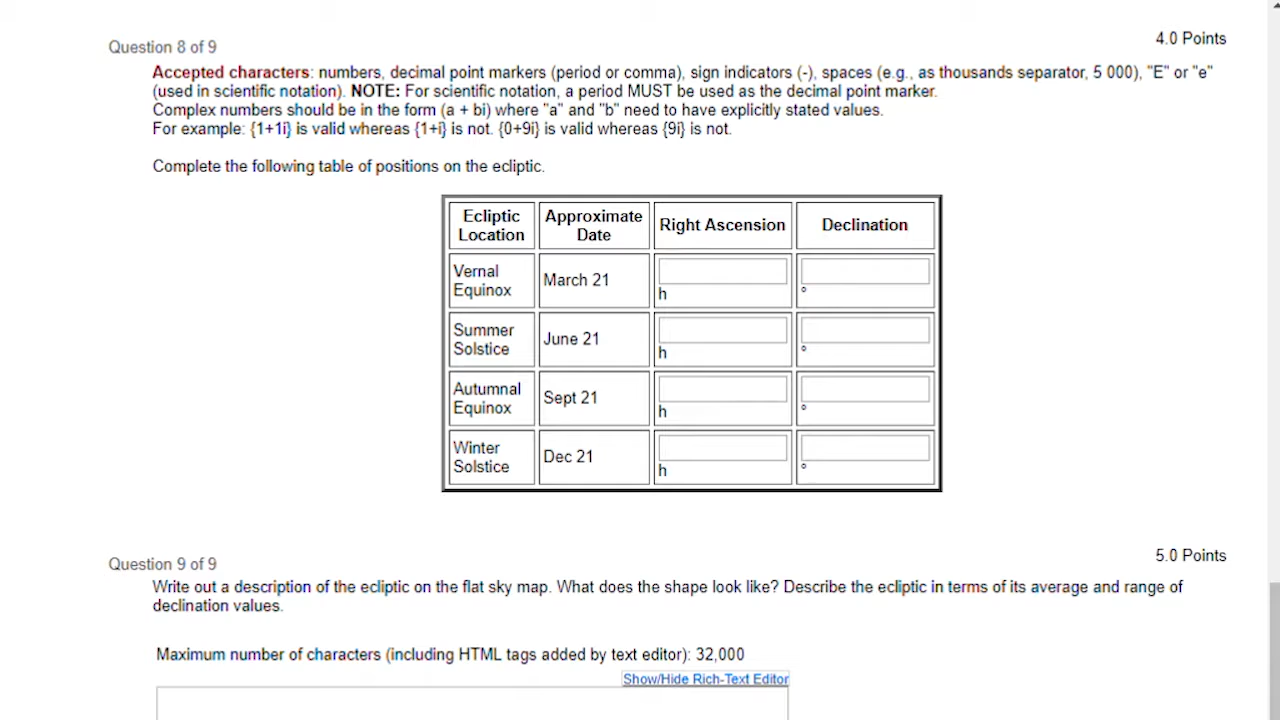 4.0 Points
Question 8 of 9
Accepted characters: numbers, decimal point markers (period or comma), sign indicators (-), spaces (e.g., as thousands separator, 5 000), "E" or "e"
(used in scientific notation). NOTE: For scientific notation, a period MUST be used as the decimal point marker.
Complex numbers should be in the form (a + bi) where "a" and "b" need to have explicitly stated values.
For example: {1+1i} is valid whereas {1+i} is not. {0+9i} is valid whereas {9i} is not.
Complete the following table of positions on the ecliptic.
Ecliptic Location
Approximate Date
Right Ascension
Declination
Vernal Equinox
March 21
h
°
Summer Solstice
June 21
h
°
Autumnal Equinox
Sept 21
h
°
Winter Solstice
Dec 21
h
°
5.0 Points
Question 9 of 9
Write out a description of the ecliptic on the flat sky map. What does the shape look like? Describe the ecliptic in terms of its average and range of
declination values.
Maximum number of characters (including HTML tags added by text editor): 32,000
Show/Hide Rich-Text Editor